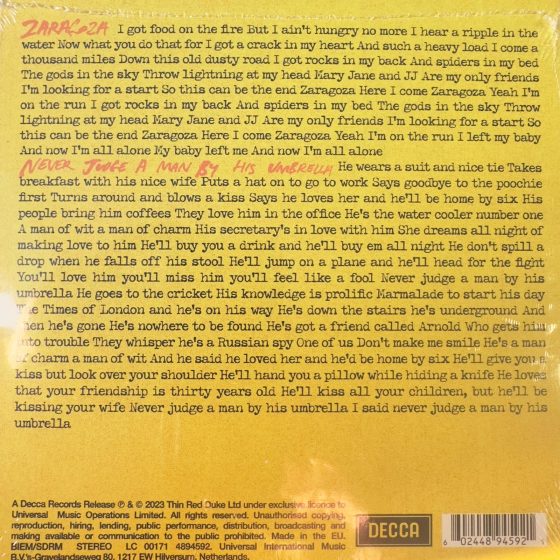 ZARAGOZA I got food on the fire But I ain't hungry no more I hear a ripple in the
water Now what you do that for I got a crack in my heart And such a heavy load I come a
thousand miles Down this old dusty road I got rocks in my back And spiders in my bed
The gods in the sky Throw lightning at my head Mary Jane and JJ Are my only friends
I'm looking for a start So this can be the end Zaragoza Here I come Zaragoza Yeah I'm
on the run I got rocks in my back And spiders in my bed The gods in the sky Throw
lightning at my head Mary Jane and JJ Are my only friends I'm looking for a start So
this can be the end Zaragoza Here I come Zaragoza Yeah I'm on the run I left my baby
And now I'm all alone My baby left me And now I'm all alone
NEVER JUDGE A MAN BY HIS UMBRELLA He wears a suit and nice tie Takes
breakfast with his nice wife Puts a hat on to go to work Says goodbye to the poochie
first Turns around and blows a kiss Says he loves her and he'll be home by six His
people bring him coffees They love him in the office He's the water cooler number one
A man of wit a man of charm His secretary's in love with him She dreams all night of
making love to him He'll buy you a drink and he'll buy em all night He don't spill a
drop when he falls off his stool He'll jump on a plane and he'll head for the fight
You'll love him you'll miss him you'll feel like a fool Never judge a man by his
umbrella He goes to the cricket His knowledge is prolific Marmalade to start his day
The Times of London and he's on his way He's down the stairs he's underground And
then he's gone He's nowhere to be found He's got a friend called Arnold Who gets him
into trouble They whisper he's a Russian spy One of us Don't make me smile He's a man
of charm a man of wit And he said he loved her and he'd be home by six He'll give you a
kiss but look over your shoulder He'll hand you a pillow while hiding a knife He loves
that your friendship is thirty years old He'll kiss all your children, but he'll be
kissing your wife Never judge a man by his umbrella I said never judge a man by his
umbrella
A Decca Records Release ℗ & © 2023 Thin Red Duke Ltd under exclusive licence to
Universal Music Operations Limited. All rights reserved. Unauthorised copying,
reproduction, hiring, lending, public performance, distribution, broadcasting and
making available or communication to the public prohibited. Made in the EU.
BIEM/SDRM STEREO LC 00171 4894592. Universal International Music
B.V.'s-Gravelandseweg 80, 1217 EW Hilversum, Netherlands.
DECCA
6 02448 94592 1